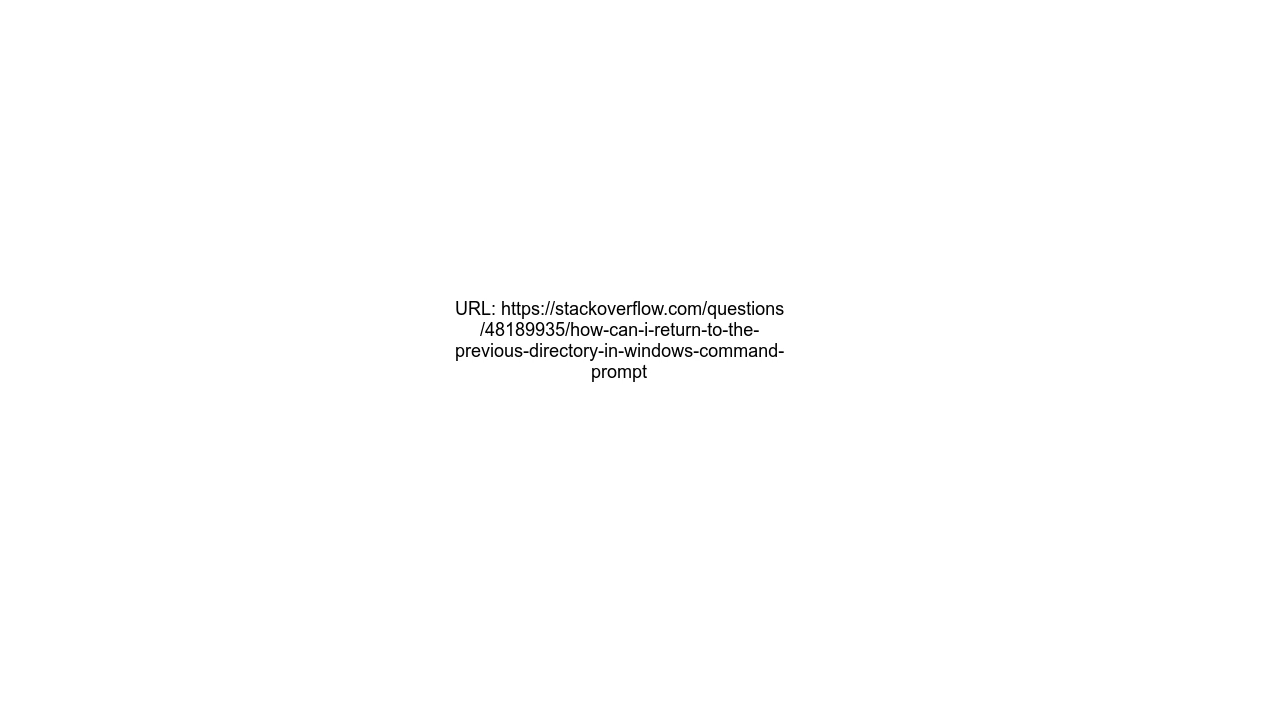 URL: https://stackoverflow.com/questions
/48189935/how-can-i-return-to-the-
previous-directory-in-windows-command-
prompt